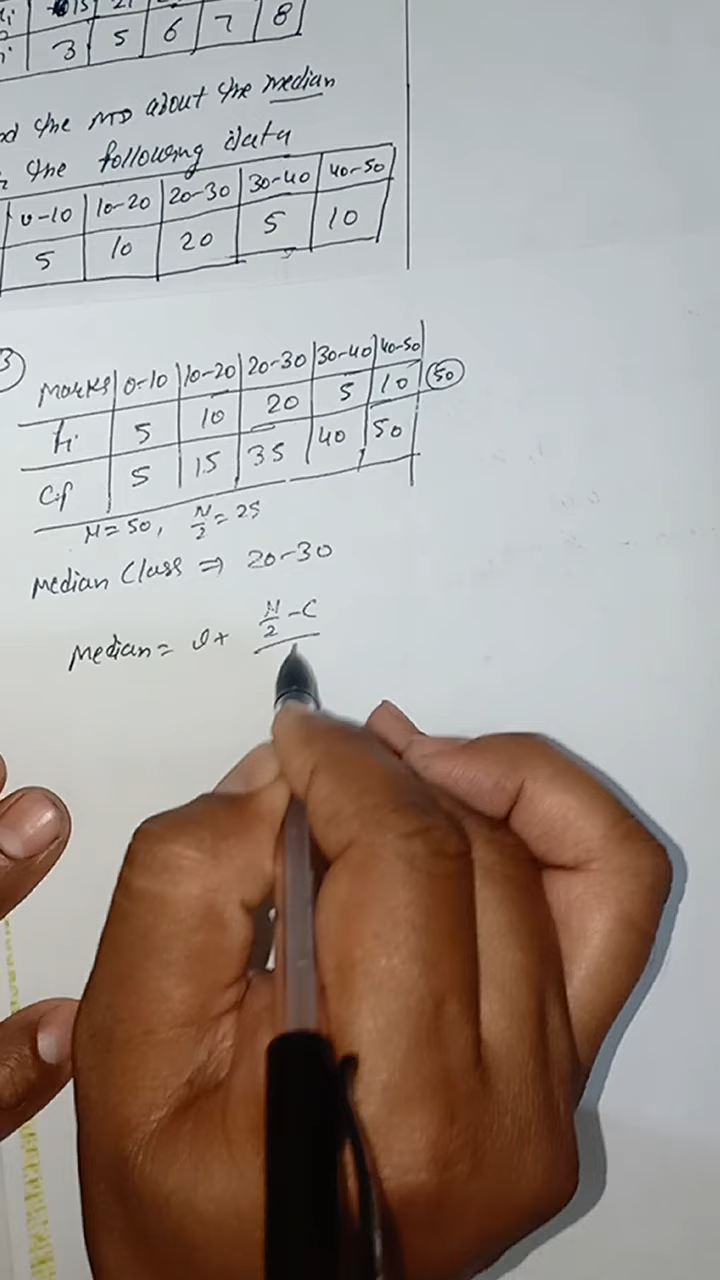 15
3 5 6 7 8
the MD about the median
the following data
0-10 10-20 20-30 30-40 40-50
5 10 20 5 10
Marks 0-10 10-20 20-30 30-40 40-50
fi 5 10 20 5 10 50
Cf 5 15 35 40 50
N = 50, N/2 = 25
Median Class ⇒ 20-30
Median = l + N/2 - C